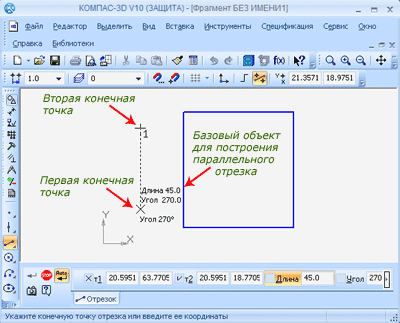 КОМПАС-3D V10 (ЗАЩИТА) - [Фрагмент БЕЗ ИМЕНИ1]
Файл Редактор Выделить Вид Вставка Инструменты Спецификация Сервис Окно
Справка Библиотеки
1.0 0 21.3571 18.9751
Вторая конечная
точка
1
Базовый объект
для построения
параллельного
отрезка
Первая конечная
точка
Длина 45.0
Угол 270.0
Угол 270°
Y
X
STOP Auto т1 20.5951 63.7705 т2 20.5951 18.7705 Длина 45.0 Угол 270
Отрезок
Укажите конечную точку отрезка или введите ее координаты